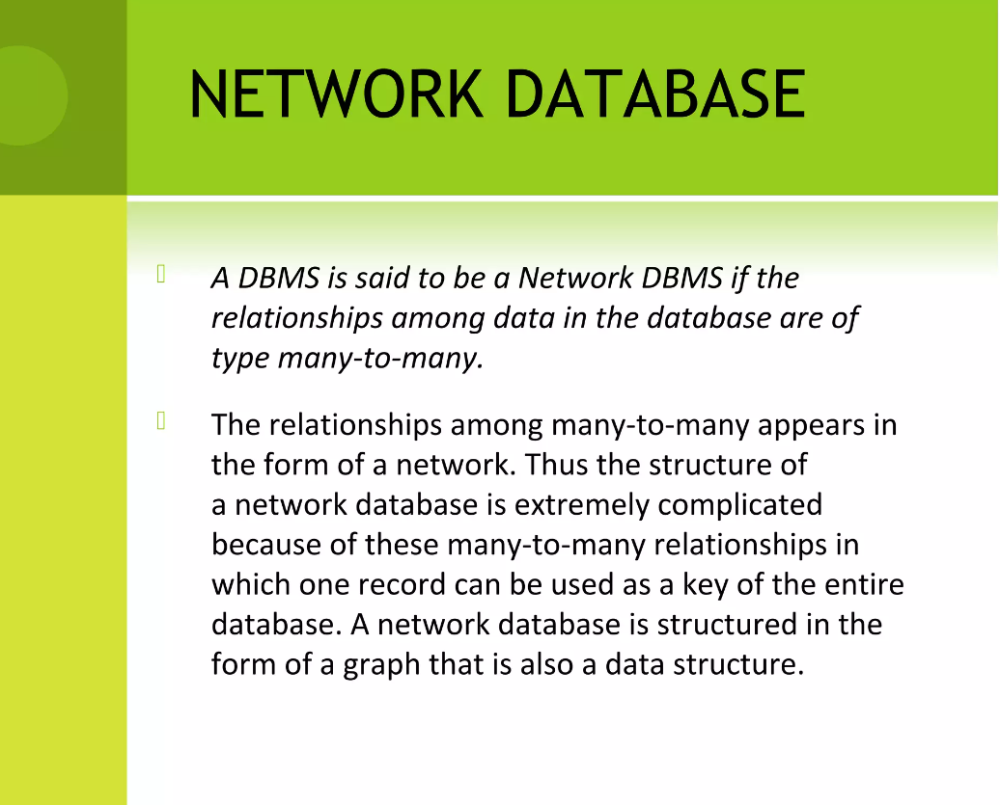 NETWORK DATABASE
A DBMS is said to be a Network DBMS if the
relationships among data in the database are of
type many-to-many.
The relationships among many-to-many appears in
the form of a network. Thus the structure of
a network database is extremely complicated
because of these many-to-many relationships in
which one record can be used as a key of the entire
database. A network database is structured in the
form of a graph that is also a data structure.